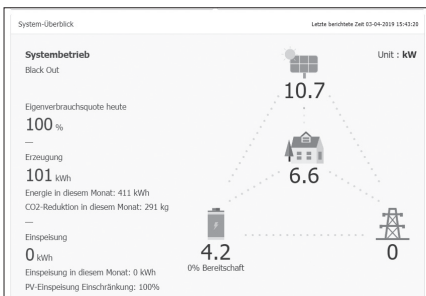 System-Überblick
Letzte berichtete Zeit 03-04-2019 15:43:20
Systembetrieb
Unit : kW
Black Out
10.7
Eigenverbrauchsquote heute
100 %
—
Erzeugung
6.6
101 kWh
Energie in diesem Monat: 411 kWh
CO2-Reduktion in diesem Monat: 291 kg
—
Einspeisung
0 kWh
4.2
0
0% Bereitschaft
Einspeisung in diesem Monat: 0 kWh
PV-Einspeisung Einschränkung: 100%